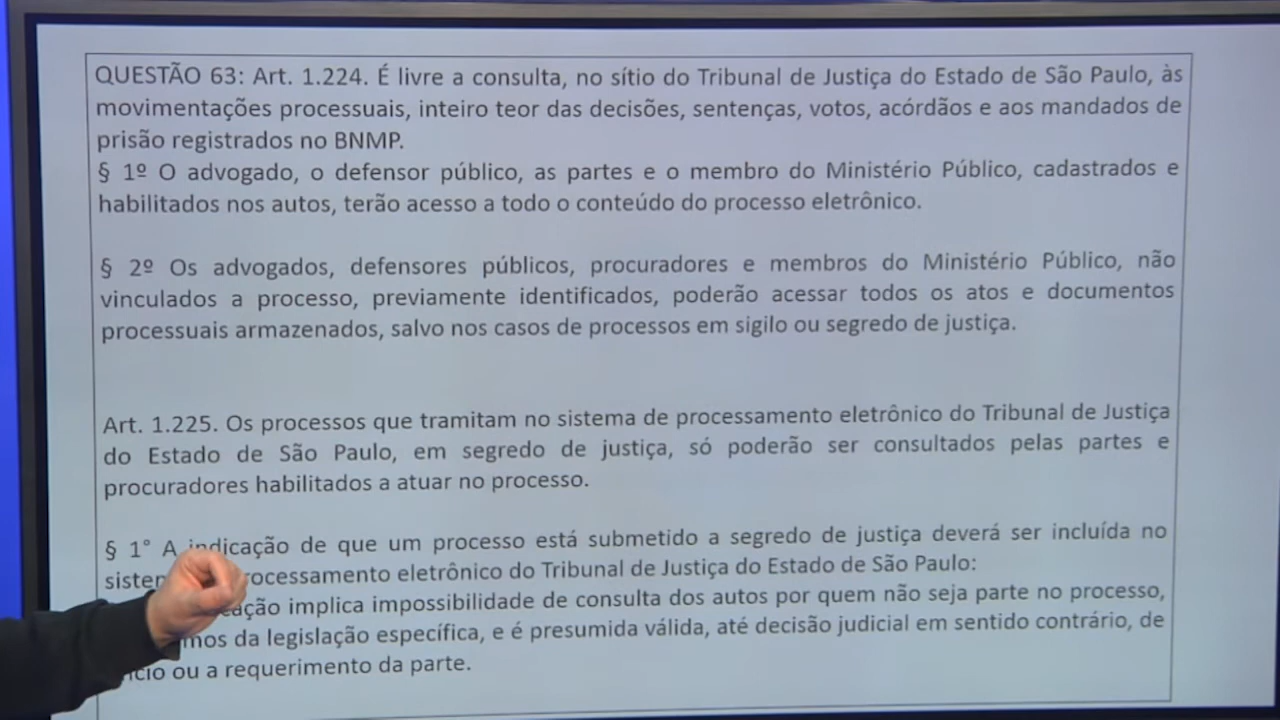 QUESTÃO 63: Art. 1.224. É livre a consulta, no sítio do Tribunal de Justiça do Estado de São Paulo, às
movimentações processuais, inteiro teor das decisões, sentenças, votos, acórdãos e aos mandados de
prisão registrados no BNMP.
§ 1º O advogado, o defensor público, as partes e o membro do Ministério Público, cadastrados e
habilitados nos autos, terão acesso a todo o conteúdo do processo eletrônico.
§ 2º Os advogados, defensores públicos, procuradores e membros do Ministério Público, não
vinculados a processo, previamente identificados, poderão acessar todos os atos e documentos
processuais armazenados, salvo nos casos de processos em sigilo ou segredo de justiça.
Art. 1.225. Os processos que tramitam no sistema de processamento eletrônico do Tribunal de Justiça
do Estado de São Paulo, em segredo de justiça, só poderão ser consultados pelas partes e
procuradores habilitados a atuar no processo.
§ 1° A indicação de que um processo está submetido a segredo de justiça deverá ser incluída no
eletrônico do Tribunal de Justiça do Estado de São Paulo:
implica impossibilidade de consulta dos autos por quem não seja parte no processo,
da legislação específica, e é presumida válida, até decisão judicial em sentido contrário, de
ou a requerimento da parte.